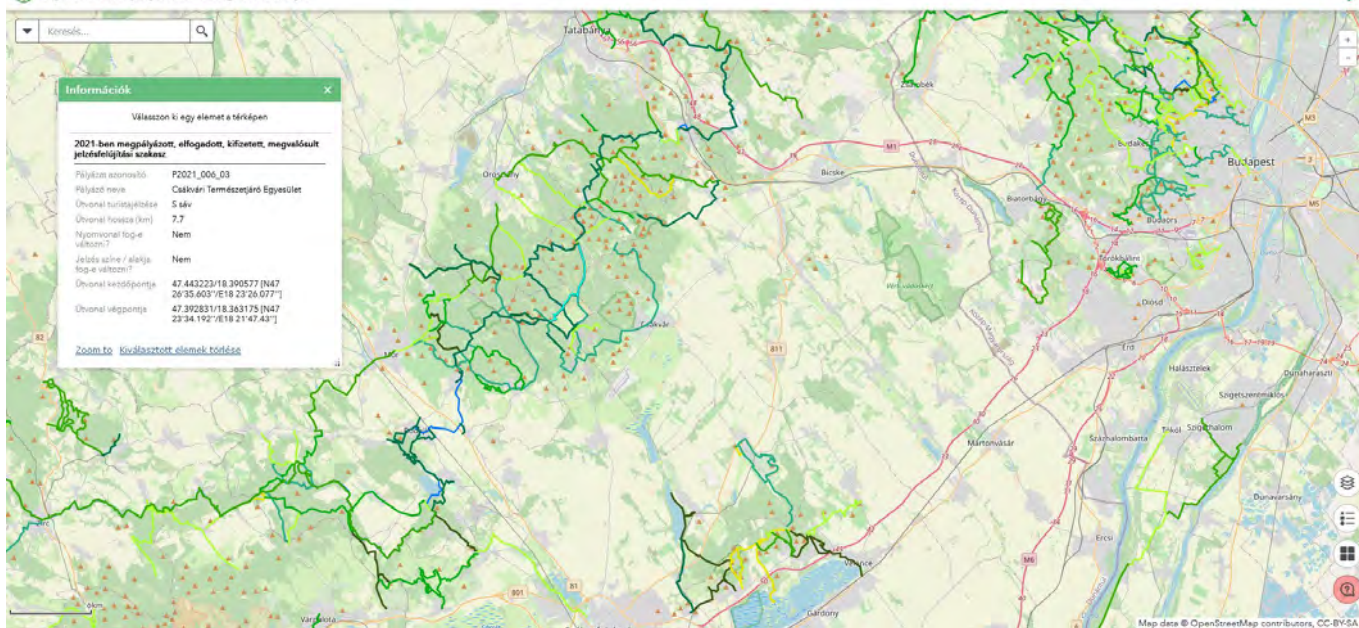 Keresés...
Információk
Válasszon ki egy elemet a térképen
2021-ben megpályázott, elfogadott, kifizetett, megvalósult
jelzésfelújítási szakasz
Pályázat azonosító P2021_006_03
Pályázó neve Csákvári Természetjáró Egyesület
Útvonal turistajelzése S sáv
Útvonal hossza (km) 7.7
Nyomvonal fog-e Nem
változni?
Jelzés színe / alakja Nem
fog-e változni?
Útvonal kezdőpontja 47.443223/18.390577 [N47
26'35.603''/E18 23'26.077'']
Útvonal végpontja 47.392831/18.363175 [N47
23'34.192''/E18 21'47.43'']
Zoom to Kiválasztott elemek törlése
Tatabánya
Zsámbék
M3
Budakeszi
Budapest
M1
Oroszlány
Bicske
Biatorbágy
M5
Budaörs
Törökbálint
82
Csákvár
Diósd
811
Mór
Érd
Halásztelek
Dunaharaszti
Szigetszentmiklós
Martonvásár
Százhalombatta
Tököl
Szigethalom
Dunavarsány
Ercsi
M6
Velence
81
801
Gárdony
Várpalota
6km
Map data © OpenStreetMap contributors, CC-BY-SA